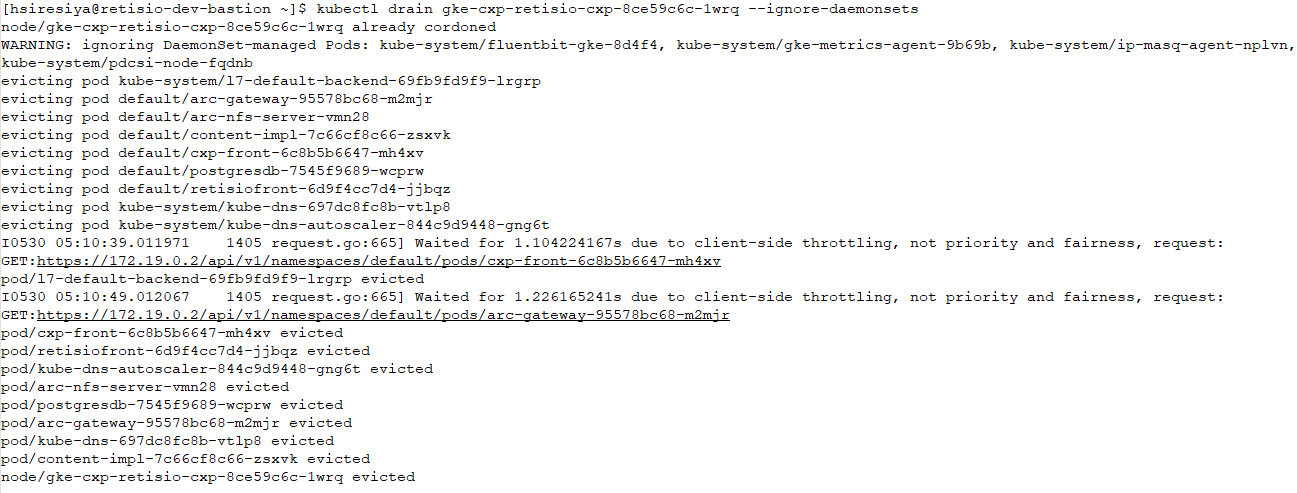 [hsiresiya@retisio-dev-bastion ~]$ kubectl drain gke-cxp-retisio-cxp-8ce59c6c-1wrq --ignore-daemonsets
node/gke-cxp-retisio-cxp-8ce59c6c-1wrq already cordoned
WARNING: ignoring DaemonSet-managed Pods: kube-system/fluentbit-gke-8d4f4, kube-system/gke-metrics-agent-9b69b, kube-system/ip-masq-agent-nplvn,
kube-system/pdcsi-node-fqdnb
evicting pod kube-system/l7-default-backend-69fb9fd9f9-lrgrp
evicting pod default/arc-gateway-95578bc68-m2mjr
evicting pod default/arc-nfs-server-vmn28
evicting pod default/content-impl-7c66cf8c66-zsxvk
evicting pod default/cxp-front-6c8b5b6647-mh4xv
evicting pod default/postgresdb-7545f9689-wcprw
evicting pod default/retisiofront-6d9f4cc7d4-jjbqz
evicting pod kube-system/kube-dns-697dc8fc8b-vtlp8
evicting pod kube-system/kube-dns-autoscaler-844c9d9448-gng6t
I0530 05:10:39.011971    1405 request.go:665] Waited for 1.104224167s due to client-side throttling, not priority and fairness, request:
GET:https://172.19.0.2/api/v1/namespaces/default/pods/cxp-front-6c8b5b6647-mh4xv
pod/l7-default-backend-69fb9fd9f9-lrgrp evicted
I0530 05:10:49.012067    1405 request.go:665] Waited for 1.226165241s due to client-side throttling, not priority and fairness, request:
GET:https://172.19.0.2/api/v1/namespaces/default/pods/arc-gateway-95578bc68-m2mjr
pod/cxp-front-6c8b5b6647-mh4xv evicted
pod/retisiofront-6d9f4cc7d4-jjbqz evicted
pod/kube-dns-autoscaler-844c9d9448-gng6t evicted
pod/arc-nfs-server-vmn28 evicted
pod/postgresdb-7545f9689-wcprw evicted
pod/arc-gateway-95578bc68-m2mjr evicted
pod/kube-dns-697dc8fc8b-vtlp8 evicted
pod/content-impl-7c66cf8c66-zsxvk evicted
node/gke-cxp-retisio-cxp-8ce59c6c-1wrq evicted